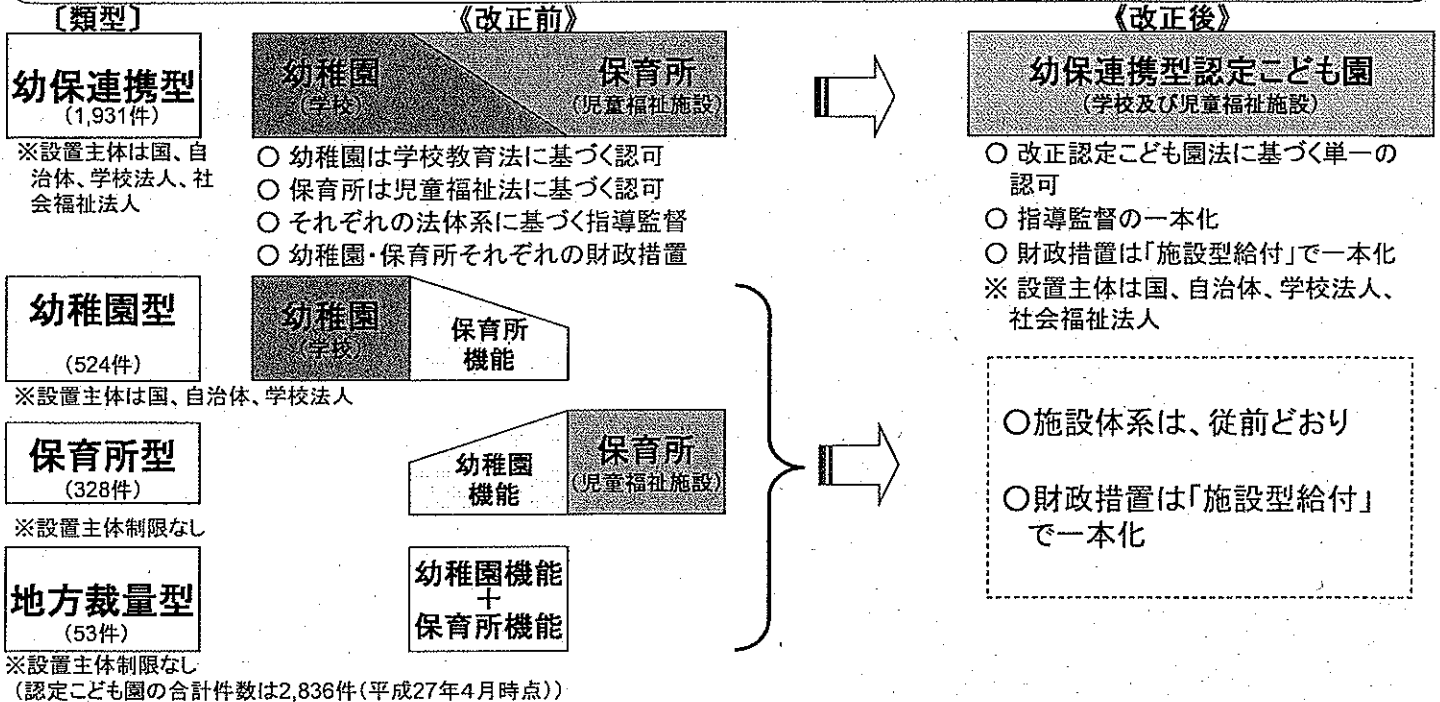 〔類型〕
《改正前》
《改正後》
幼保連携型
(1,931件)
※設置主体は国、自
治体、学校法人、社
会福祉法人
幼稚園
(学校)
保育所
(児童福祉施設)
○ 幼稚園は学校教育法に基づく認可
○ 保育所は児童福祉法に基づく認可
○ それぞれの法体系に基づく指導監督
○ 幼稚園・保育所それぞれの財政措置
幼保連携型認定こども園
(学校及び児童福祉施設)
○ 改正認定こども園法に基づく単一の
認可
○ 指導監督の一本化
○ 財政措置は「施設型給付」で一本化
※ 設置主体は国、自治体、学校法人、
社会福祉法人
幼稚園型
(524件)
※設置主体は国、自治体、学校法人
幼稚園
(学校)
保育所
機能
保育所型
(328件)
※設置主体制限なし
幼稚園
機能
保育所
(児童福祉施設)
地方裁量型
(53件)
※設置主体制限なし
幼稚園機能
+
保育所機能
○施設体系は、従前どおり
○財政措置は「施設型給付」
で一本化
(認定こども園の合計件数は2,836件(平成27年4月時点))